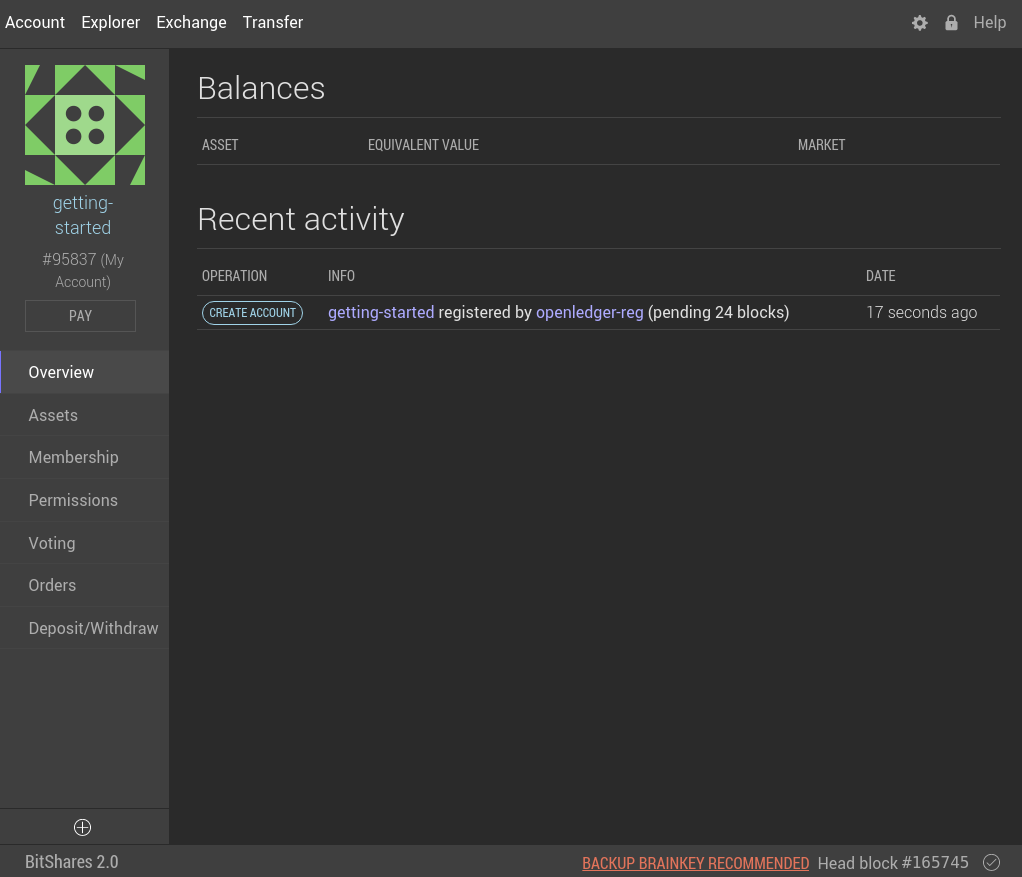 Account Explorer Exchange Transfer Help
getting-
started
#95837 (My
Account)
PAY
Overview
Assets
Membership
Permissions
Voting
Orders
Deposit/Withdraw
Balances
ASSET EQUIVALENT VALUE MARKET
Recent activity
OPERATION INFO DATE
CREATE ACCOUNT getting-started registered by openledger-reg (pending 24 blocks) 17 seconds ago
BitShares 2.0 BACKUP BRAINKEY RECOMMENDED Head block #165745